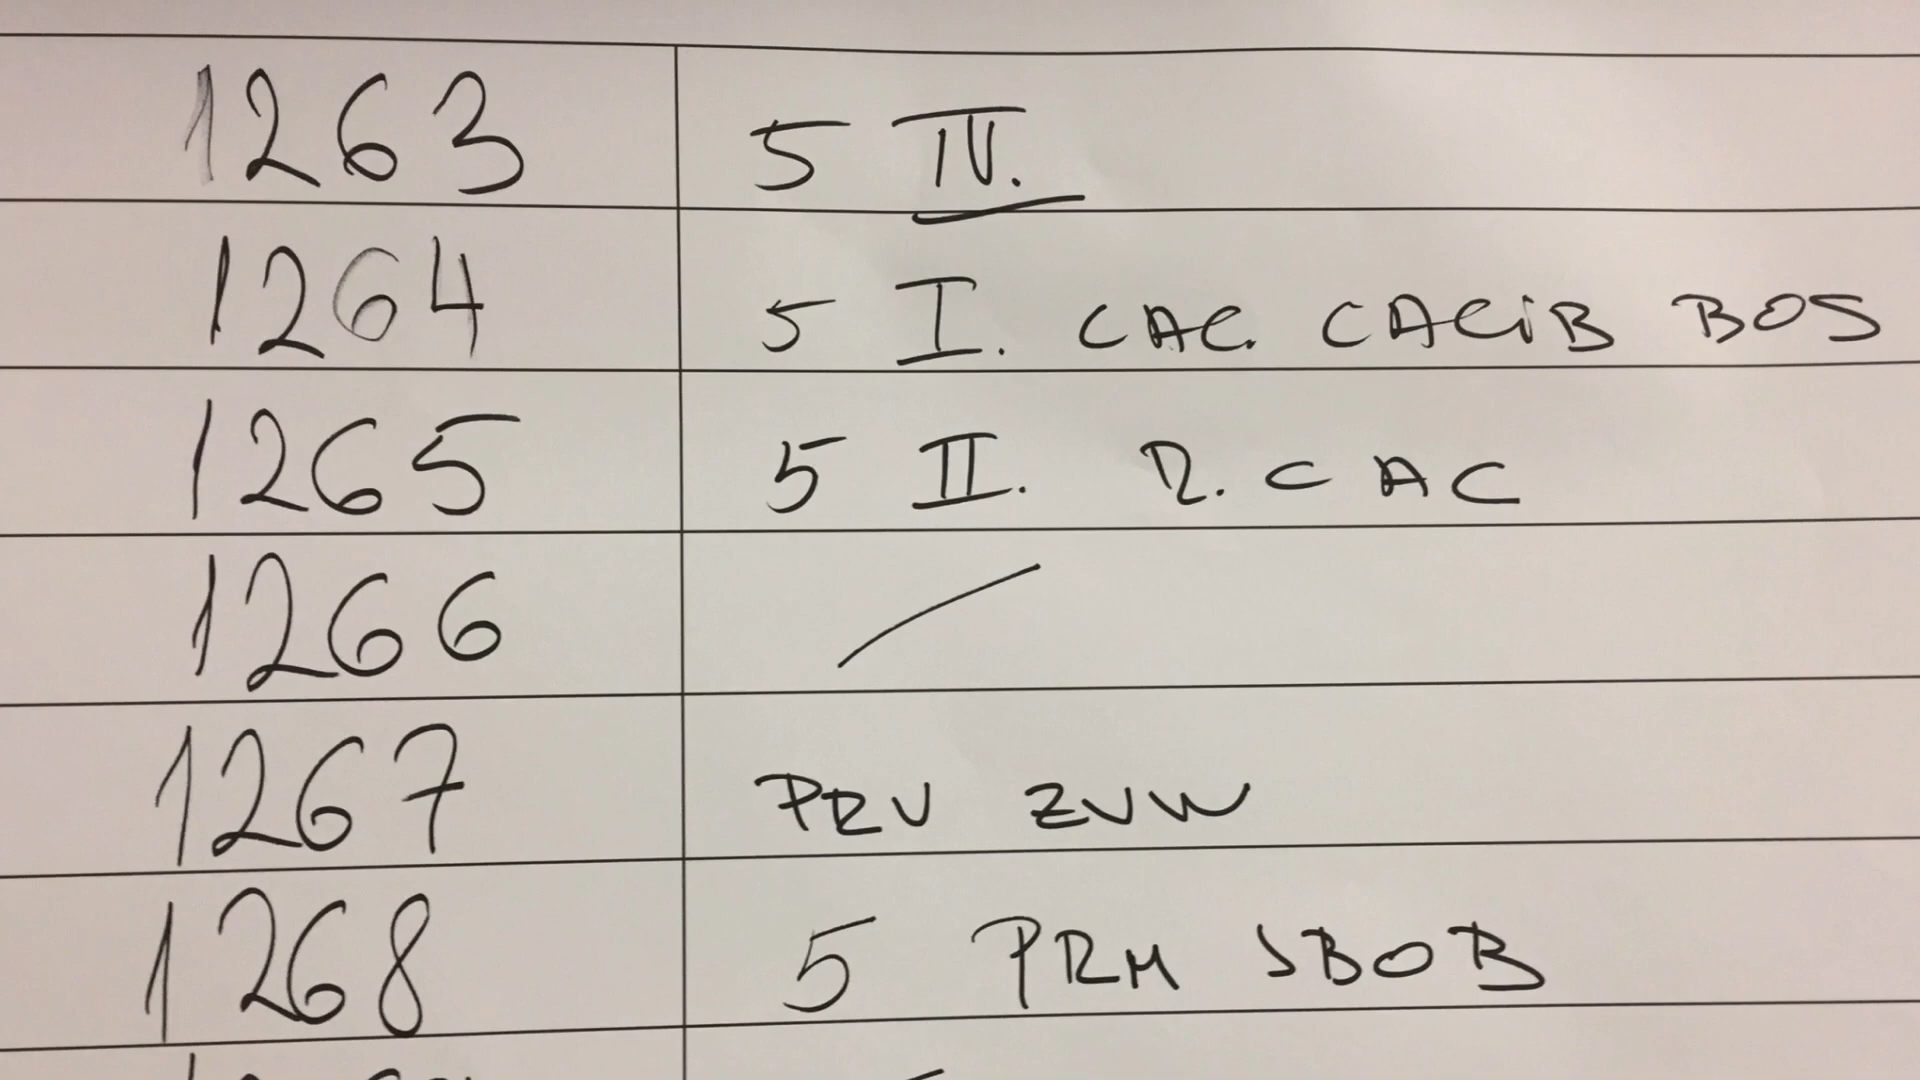 1263 5 IV.
1264 5 I. CAC. CACiB BOS
1265 5 II. R. CAC
1266 /
1267 PRV ZUW
1268 5 PRM JBOB